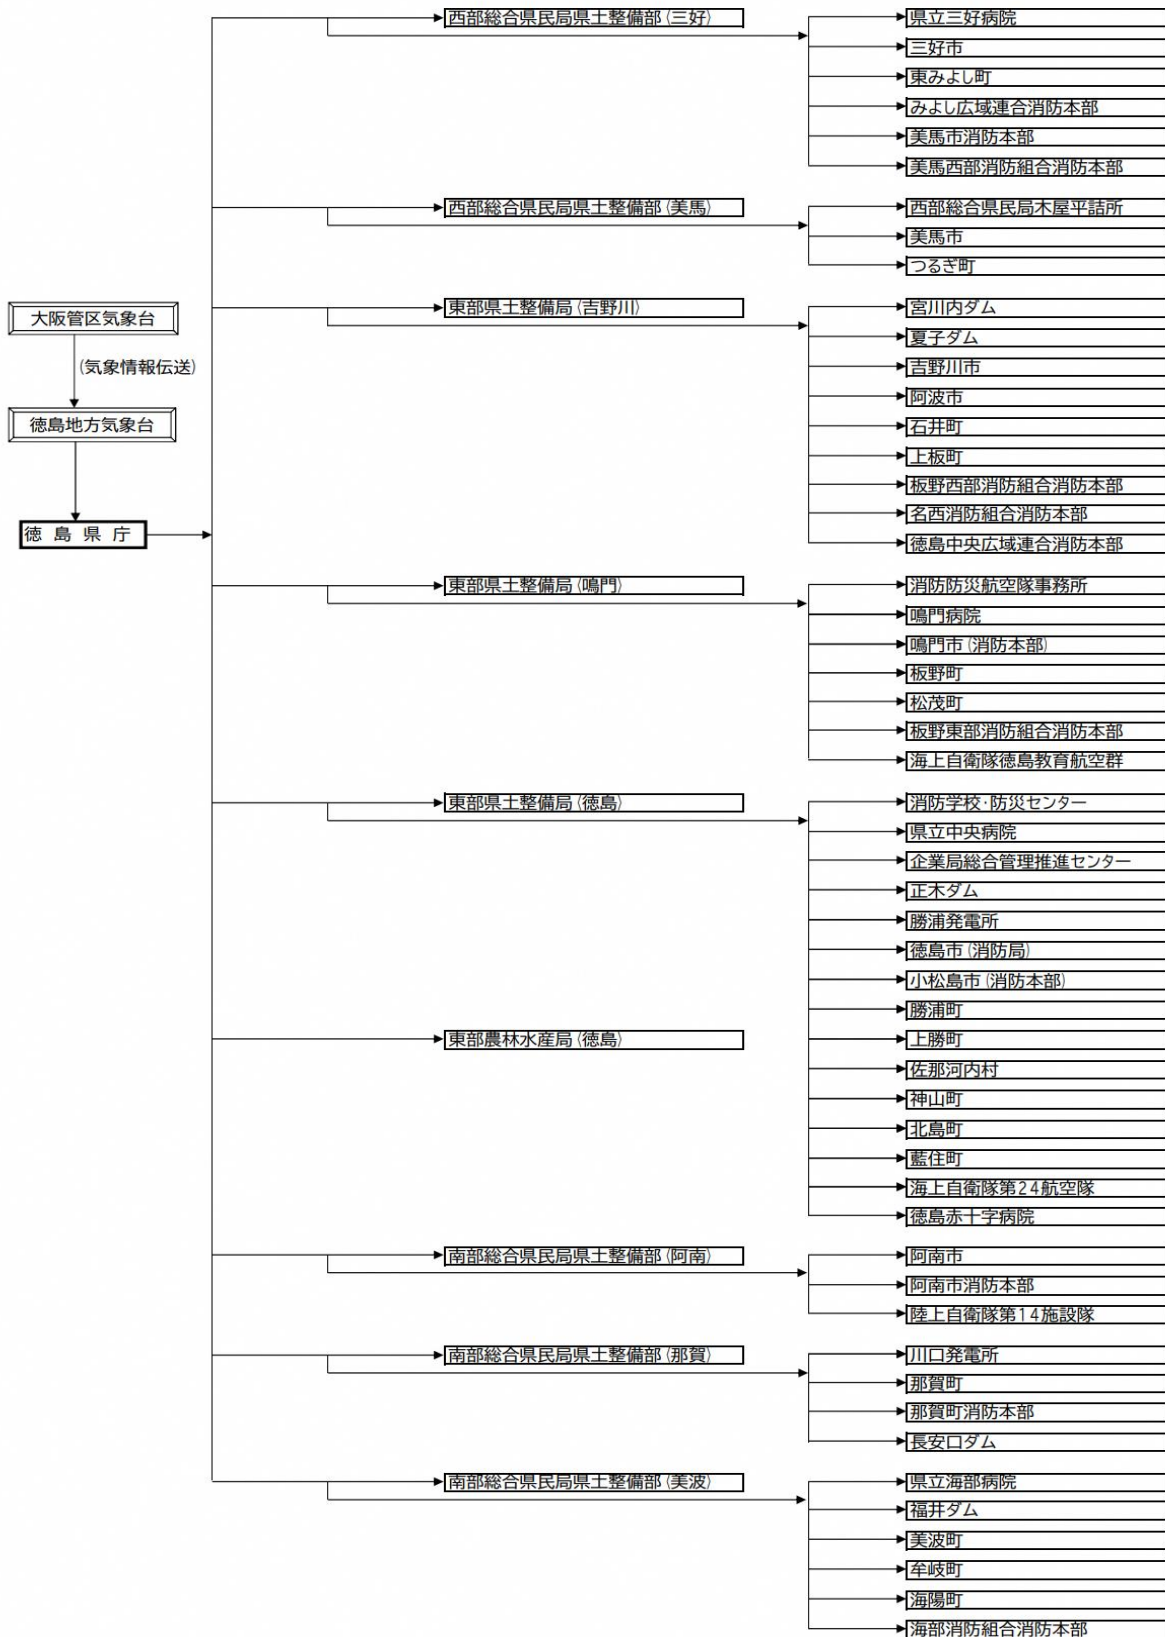 大阪管区気象台
(気象情報伝送)
徳島地方気象台
徳島県庁
西部総合県民局県土整備部(三好)
県立三好病院
三好市
東みよし町
みよし広域連合消防本部
美馬市消防本部
美馬西部消防組合消防本部
西部総合県民局県土整備部(美馬)
西部総合県民局木屋平詰所
美馬市
つるぎ町
東部県土整備局(吉野川)
宮川内ダム
夏子ダム
吉野川市
阿波市
石井町
上板町
板野西部消防組合消防本部
名西消防組合消防本部
徳島中央広域連合消防本部
東部県土整備局(鳴門)
消防防災航空隊事務所
鳴門病院
鳴門市(消防本部)
板野町
松茂町
板野東部消防組合消防本部
海上自衛隊徳島教育航空群
東部県土整備局(徳島)
消防学校・防災センター
県立中央病院
企業局総合管理推進センター
正木ダム
勝浦発電所
徳島市(消防局)
小松島市(消防本部)
勝浦町
東部農林水産局(徳島)
上勝町
佐那河内村
神山町
北島町
藍住町
海上自衛隊第24航空隊
徳島赤十字病院
南部総合県民局県土整備部(阿南)
阿南市
阿南市消防本部
陸上自衛隊第14施設隊
南部総合県民局県土整備部(那賀)
川口発電所
那賀町
那賀町消防本部
長安口ダム
南部総合県民局県土整備部(美波)
県立海部病院
福井ダム
美波町
牟岐町
海陽町
海部消防組合消防本部